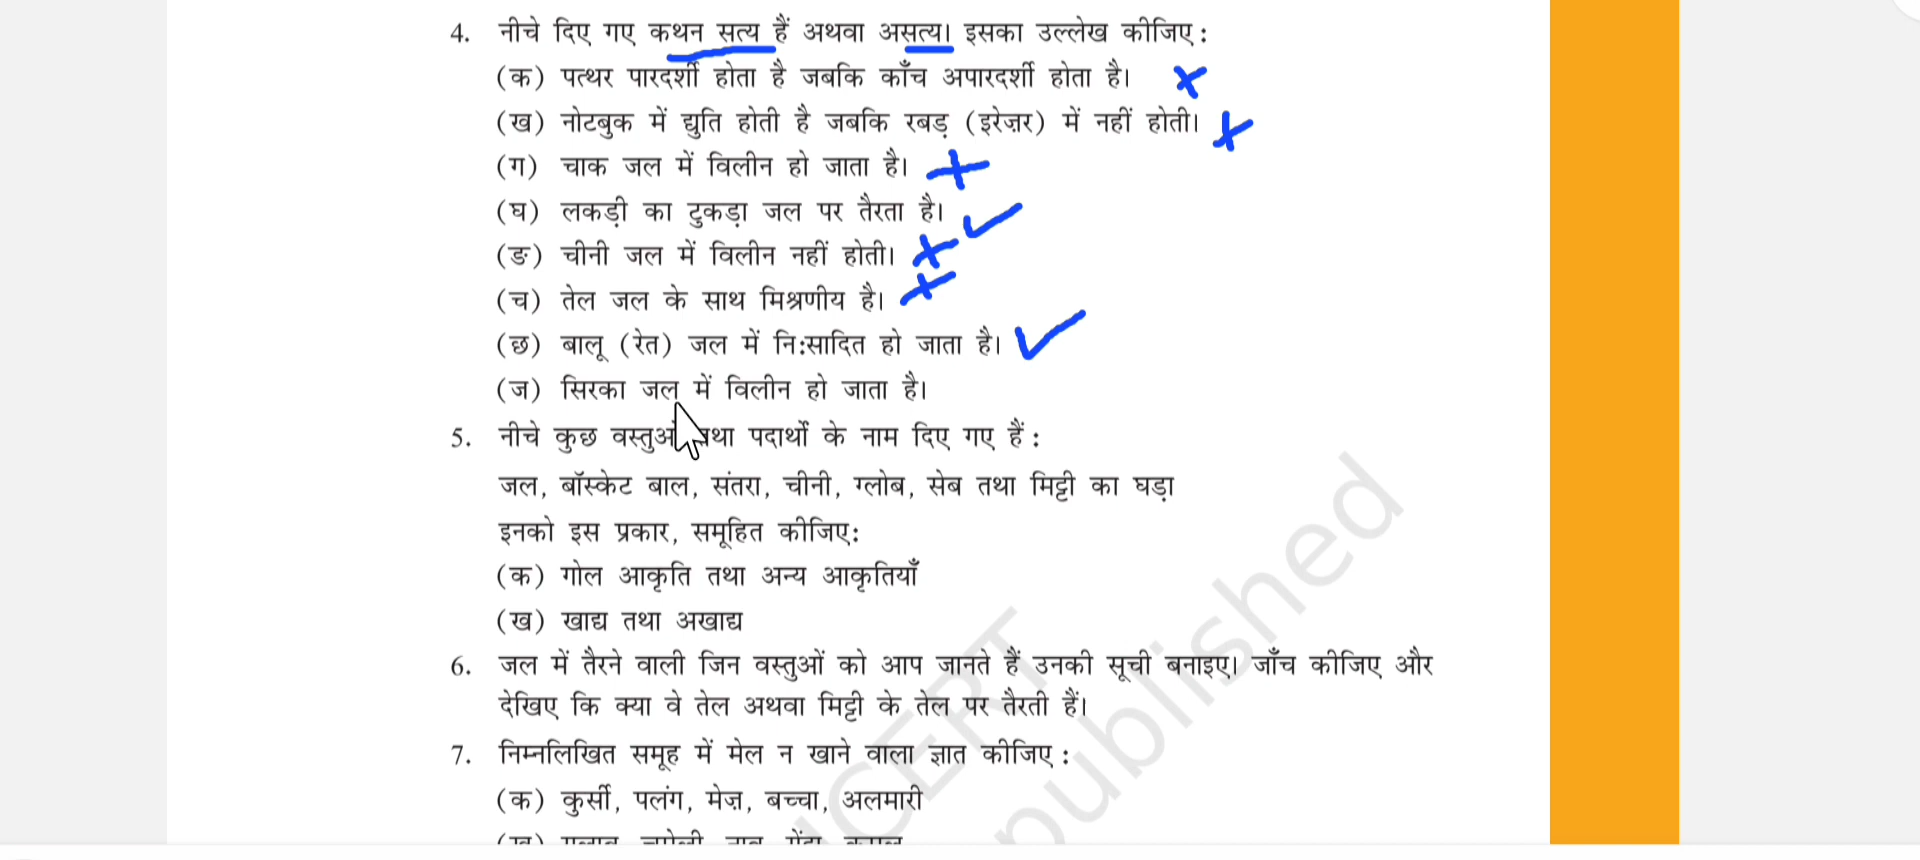 4. नीचे दिए गए कथन सत्य हैं अथवा असत्य। इसका उल्लेख कीजिए:
(क) पत्थर पारदर्शी होता है जबकि काँच अपारदर्शी होता है।
(ख) नोटबुक में द्युति होती है जबकि रबड़ (इरेज़र) में नहीं होती।
(ग) चाक जल में विलीन हो जाता है।
(घ) लकड़ी का टुकड़ा जल पर तैरता है।
(ङ) चीनी जल में विलीन नहीं होती।
(च) तेल जल के साथ मिश्रणीय है।
(छ) बालू (रेत) जल में नि:सादित हो जाता है।
(ज) सिरका जल में विलीन हो जाता है।
5. नीचे कुछ पदार्थों के नाम दिए गए हैं:
जल, बॉस्केट बाल, संतरा, चीनी, ग्लोब, सेब तथा मिट्टी का घड़ा
इनको इस प्रकार, समूहित कीजिए:
(क) गोल आकृति तथा अन्य आकृतियाँ
(ख) खाद्य तथा अखाद्य
6. जल में तैरने वाली जिन वस्तुओं को आप जानते हैं उनकी सूची बनाइए। जाँच कीजिए और
देखिए कि क्या वे तेल अथवा मिट्टी के तेल पर तैरती हैं।
7. निम्नलिखित समूह में मेल न खाने वाला ज्ञात कीजिए:
(क) कुर्सी, पलंग, मेज़, बच्चा, अलमारी
NCERT
published